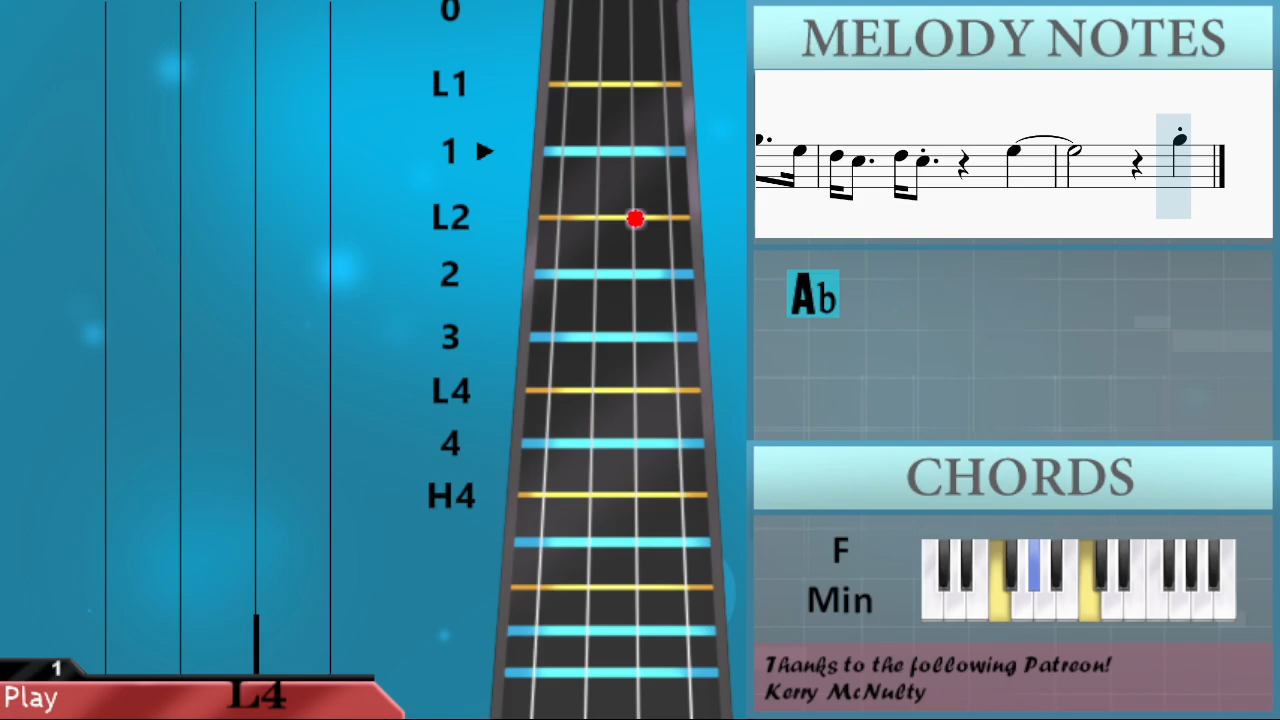 0
L1
1
L2
2
3
L4
4
H4
1
Play
L4
MELODY NOTES
Ab
CHORDS
F
Min
Thanks to the following Patreon!
Kerry McNulty